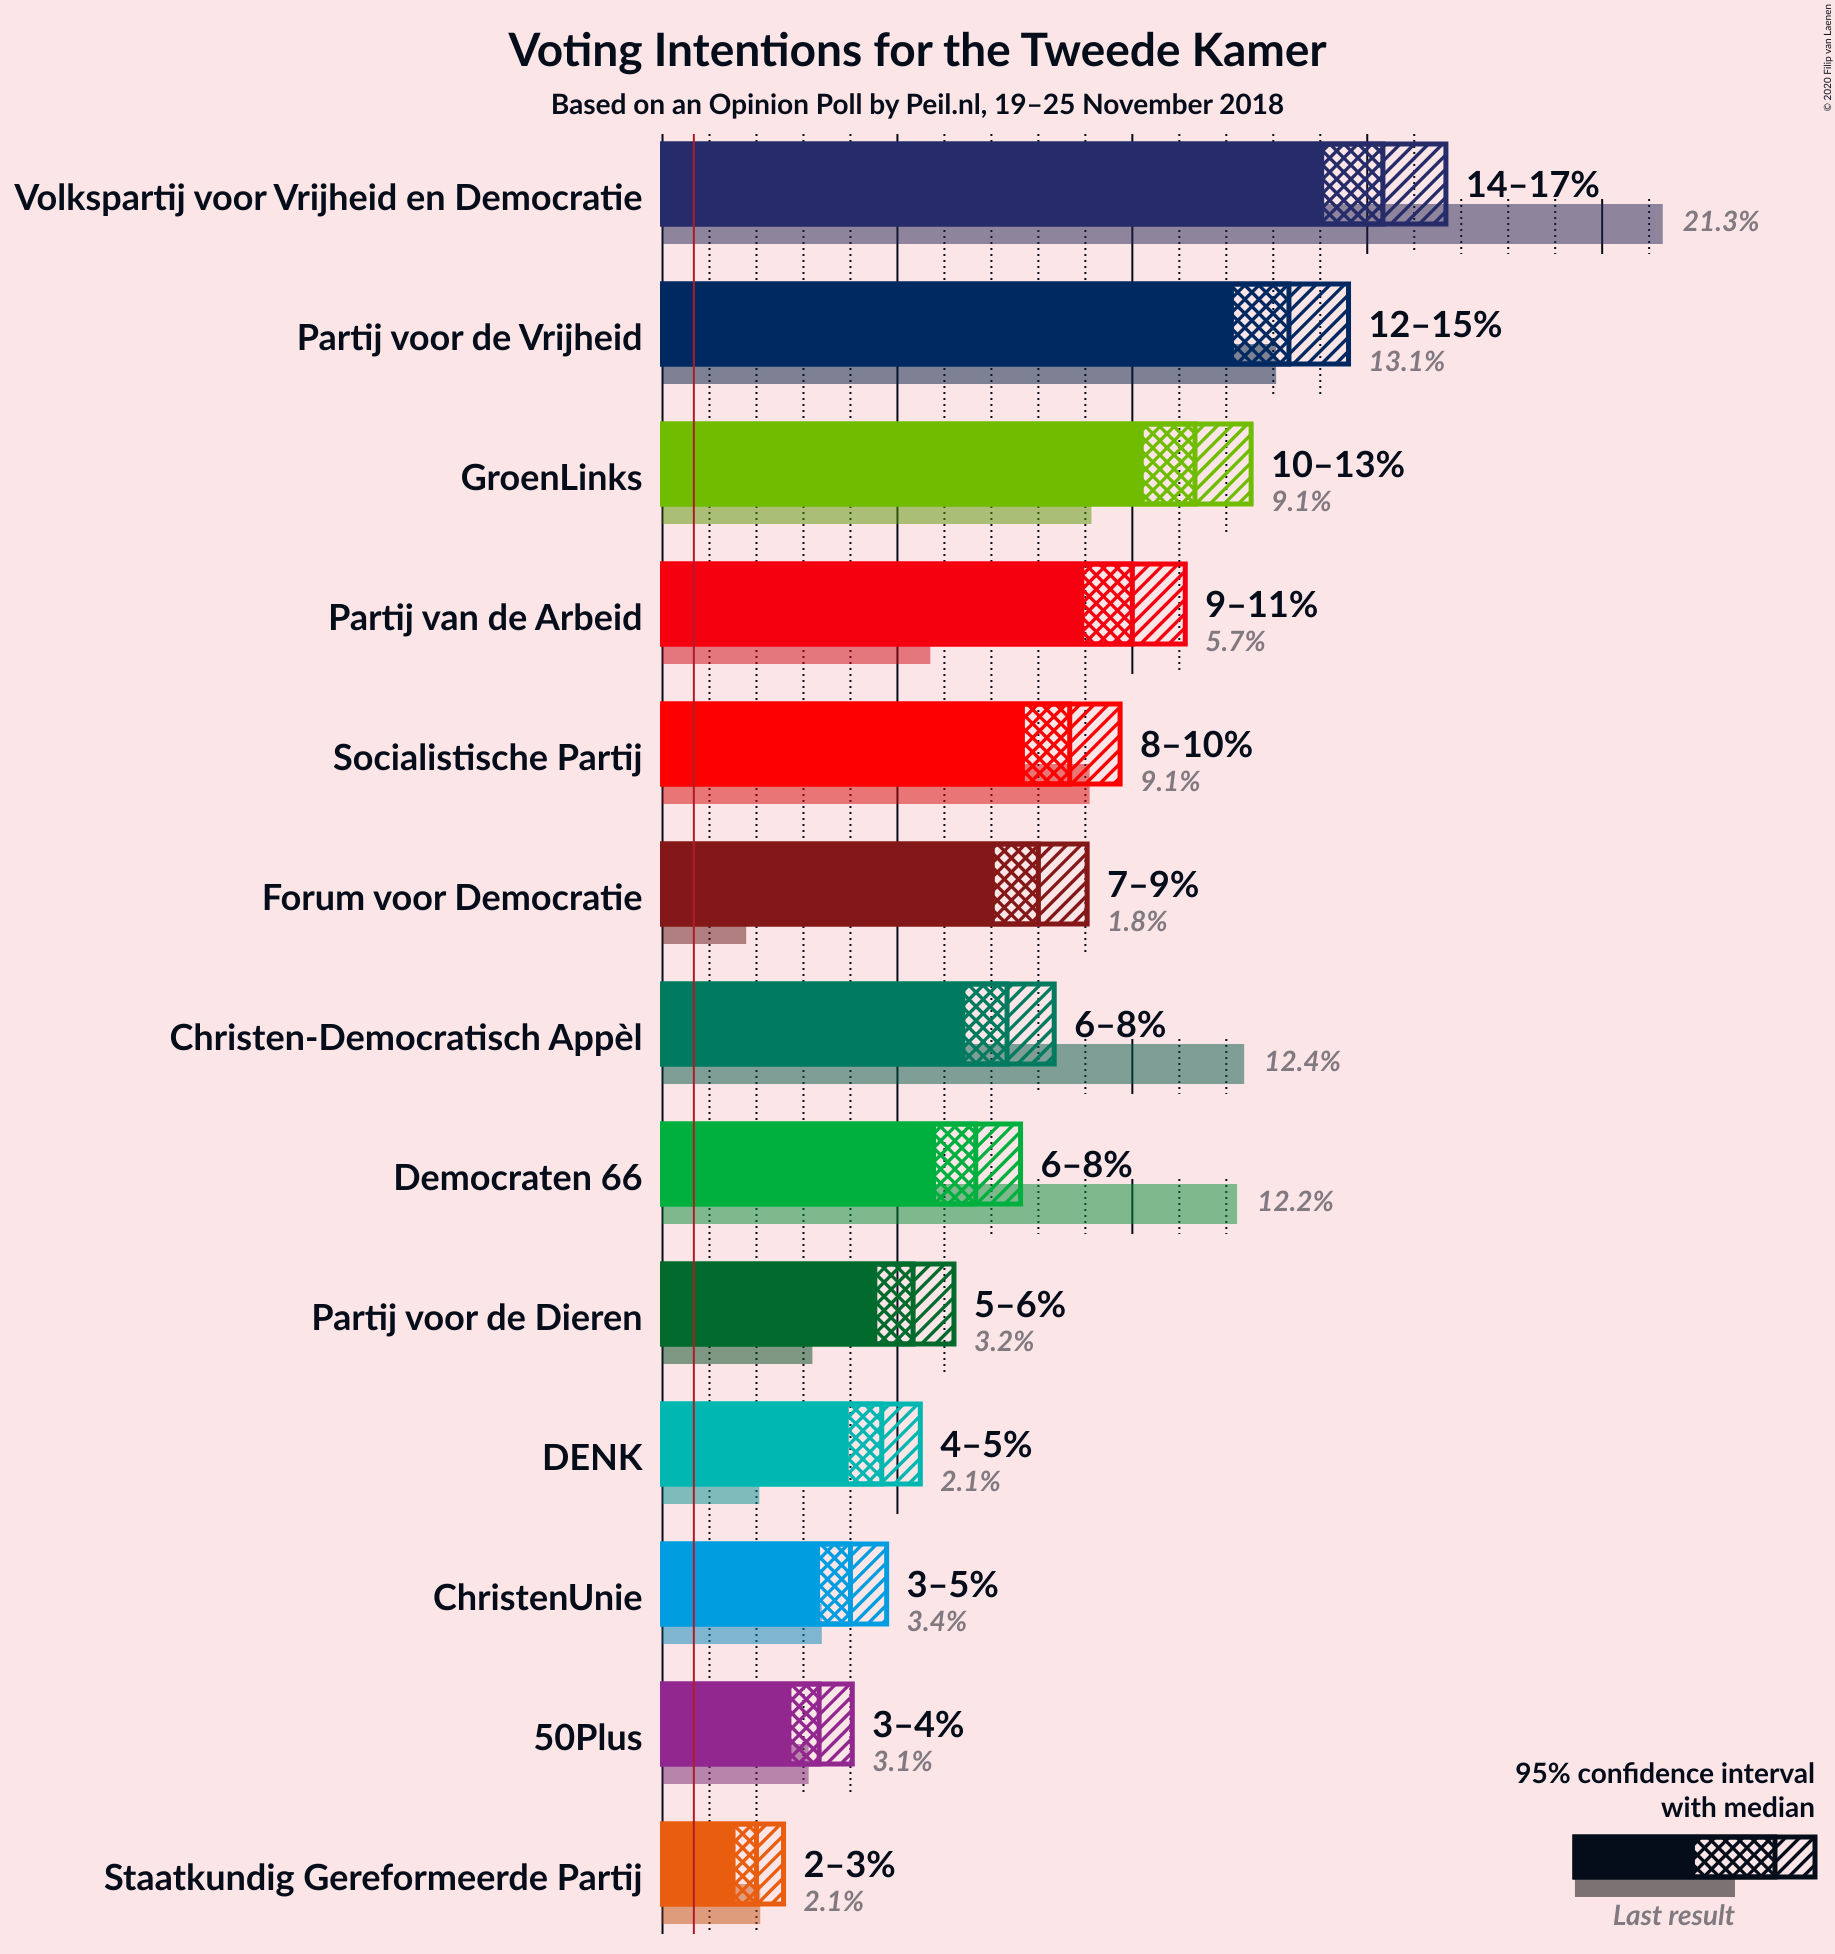 Voting Intentions for the Tweede Kamer
Based on an Opinion Poll by Peil.nl, 19–25 November 2018
© 2020 Filip van Laenen
Volkspartij voor Vrijheid en Democratie
14–17%
21.3%
Partij voor de Vrijheid
12–15%
13.1%
GroenLinks
10–13%
9.1%
Partij van de Arbeid
9–11%
5.7%
Socialistische Partij
8–10%
9.1%
Forum voor Democratie
7–9%
1.8%
Christen-Democratisch Appèl
6–8%
12.4%
Democraten 66
6–8%
12.2%
Partij voor de Dieren
5–6%
3.2%
DENK
4–5%
2.1%
ChristenUnie
3–5%
3.4%
50Plus
3–4%
3.1%
Staatkundig Gereformeerde Partij
2–3%
2.1%
95% confidence interval
with median
Last result